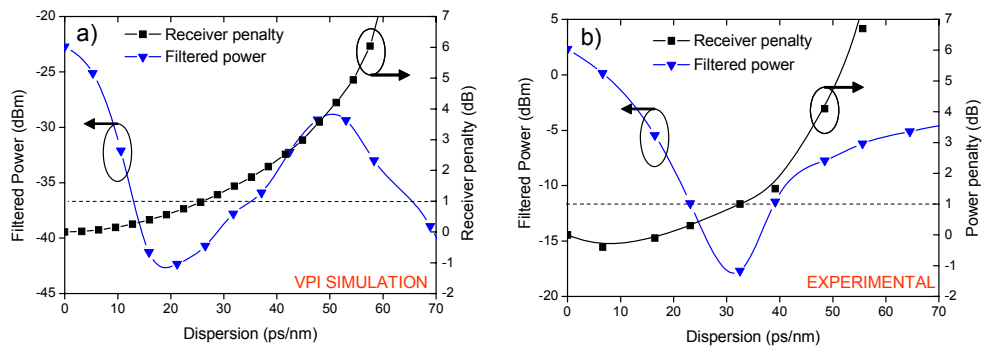 a)
Receiver penalty
Filtered power
-20
-25
-30
-35
-40
-45
Filtered Power (dBm)
7
6
5
4
3
2
1
0
-1
-2
Receiver penalty (dB)
VPI SIMULATION
0 10 20 30 40 50 60 70
Dispersion (ps/nm)
b)
Receiver penalty
Filtered power
5
0
-5
-10
-15
-20
Filtered Power (dBm)
7
6
5
4
3
2
1
0
-1
-2
Power penalty (dB)
EXPERIMENTAL
0 10 20 30 40 50 60 70
Dispersion (ps/nm)